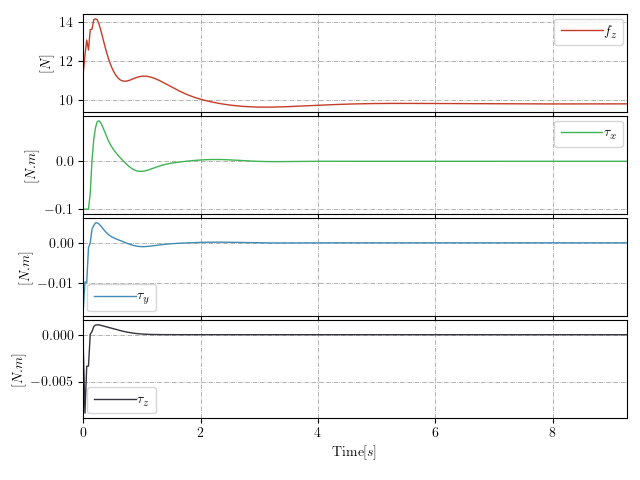 14
12
10
[N]
f_z
0.0
−0.1
[N.m]
τ_x
0.00
−0.01
[N.m]
τ_y
0.000
−0.005
[N.m]
τ_z
0 2 4 6 8
Time[s]